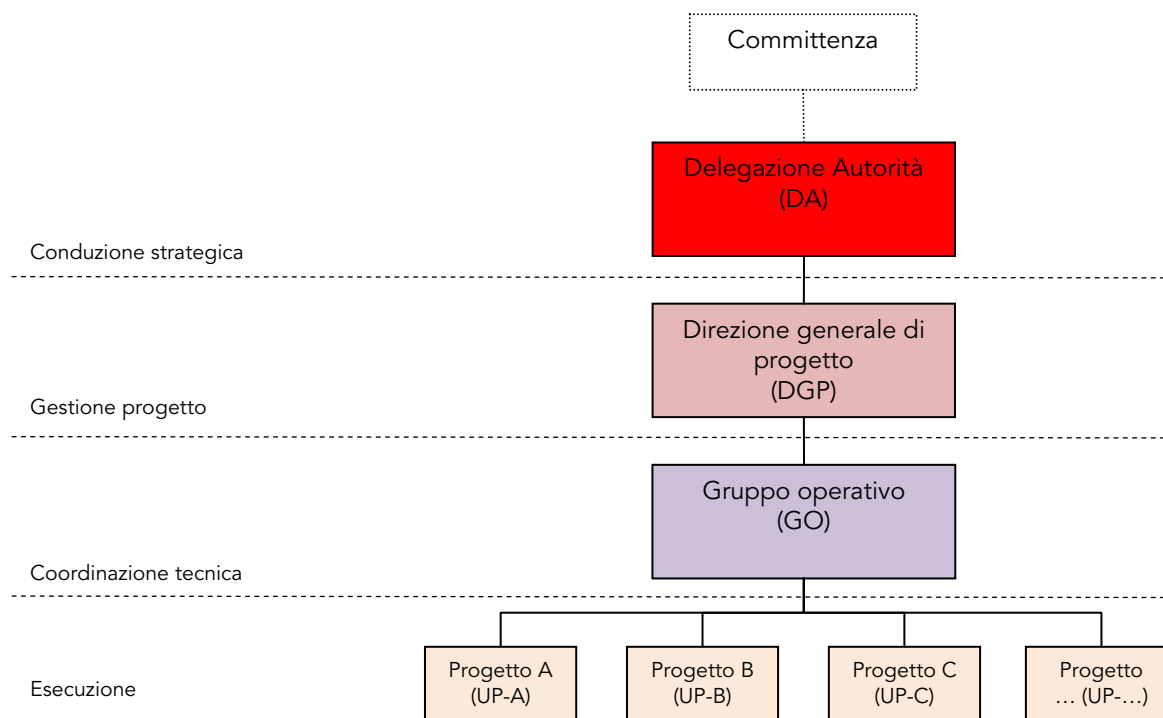 Committenza
Delegazione Autorità
(DA)
Conduzione strategica
Direzione generale di
progetto
(DGP)
Gestione progetto
Gruppo operativo
(GO)
Coordinazione tecnica
Progetto A
(UP-A)
Progetto B
(UP-B)
Progetto C
(UP-C)
Progetto
… (UP-…)
Esecuzione